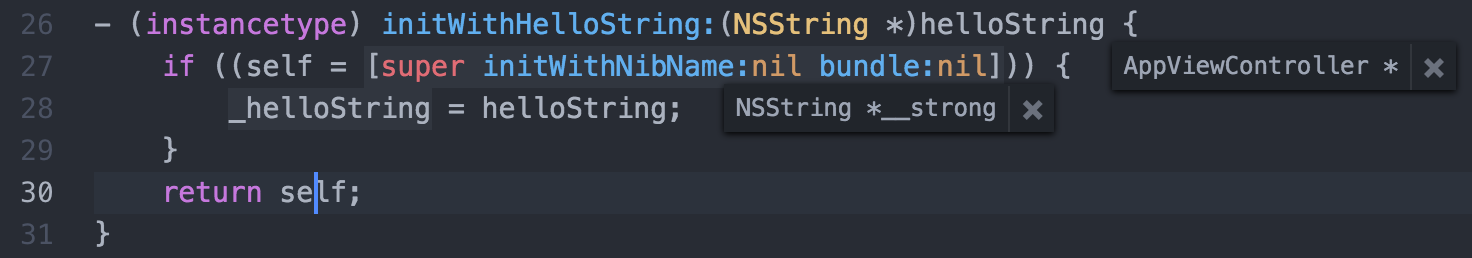 26 - (instancetype) initWithHelloString:(NSString *)helloString {
27     if ((self = [super initWithNibName:nil bundle:nil])) { AppViewController * ×
28         _helloString = helloString; NSString *__strong ×
29     }
30     return self;
31 }